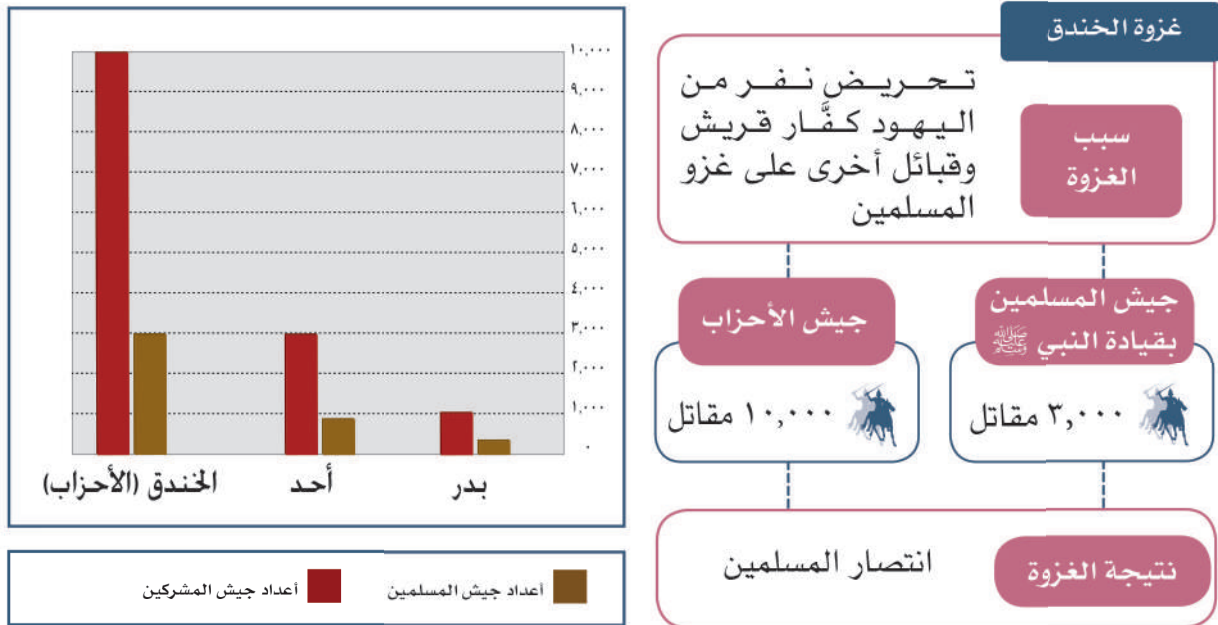 غزوة الخندق
سبب
الغزوة
تحريض نفر من
اليهود كفَّار قريش
وقبائل أخرى على غزو
المسلمين
جيش المسلمين
بقيادة النبي ﷺ
٣,٠٠٠ مقاتل
جيش الأحزاب
١٠,٠٠٠ مقاتل
نتيجة الغزوة
انتصار المسلمين
١٠,٠٠٠
٩,٠٠٠
٨,٠٠٠
٧,٠٠٠
٦,٠٠٠
٥,٠٠٠
٤,٠٠٠
٣,٠٠٠
٢,٠٠٠
١,٠٠٠
٠
بدر
أحد
الخندق (الأحزاب)
أعداد جيش المسلمين
أعداد جيش المشركين